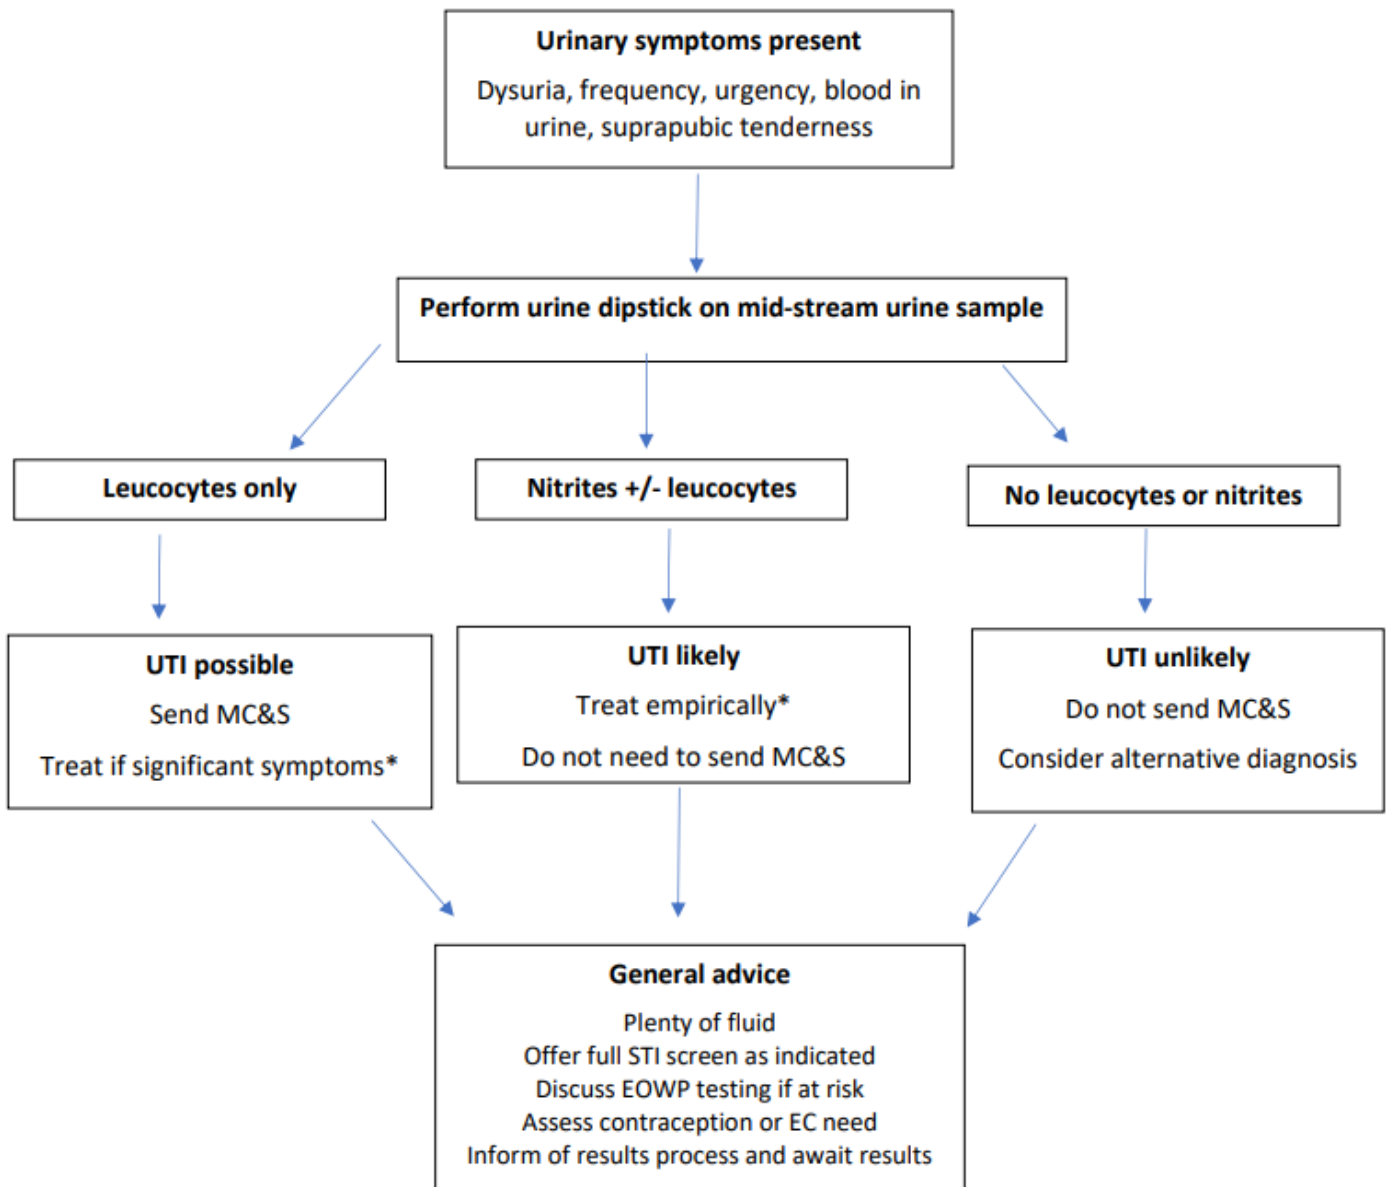 Urinary symptoms present
Dysuria, frequency, urgency, blood in
urine, suprapubic tenderness
Perform urine dipstick on mid-stream urine sample
Leucocytes only
Nitrites +/- leucocytes
No leucocytes or nitrites
UTI possible
Send MC&S
Treat if significant symptoms*
UTI likely
Treat empirically*
Do not need to send MC&S
UTI unlikely
Do not send MC&S
Consider alternative diagnosis
General advice
Plenty of fluid
Offer full STI screen as indicated
Discuss EOWP testing if at risk
Assess contraception or EC need
Inform of results process and await results